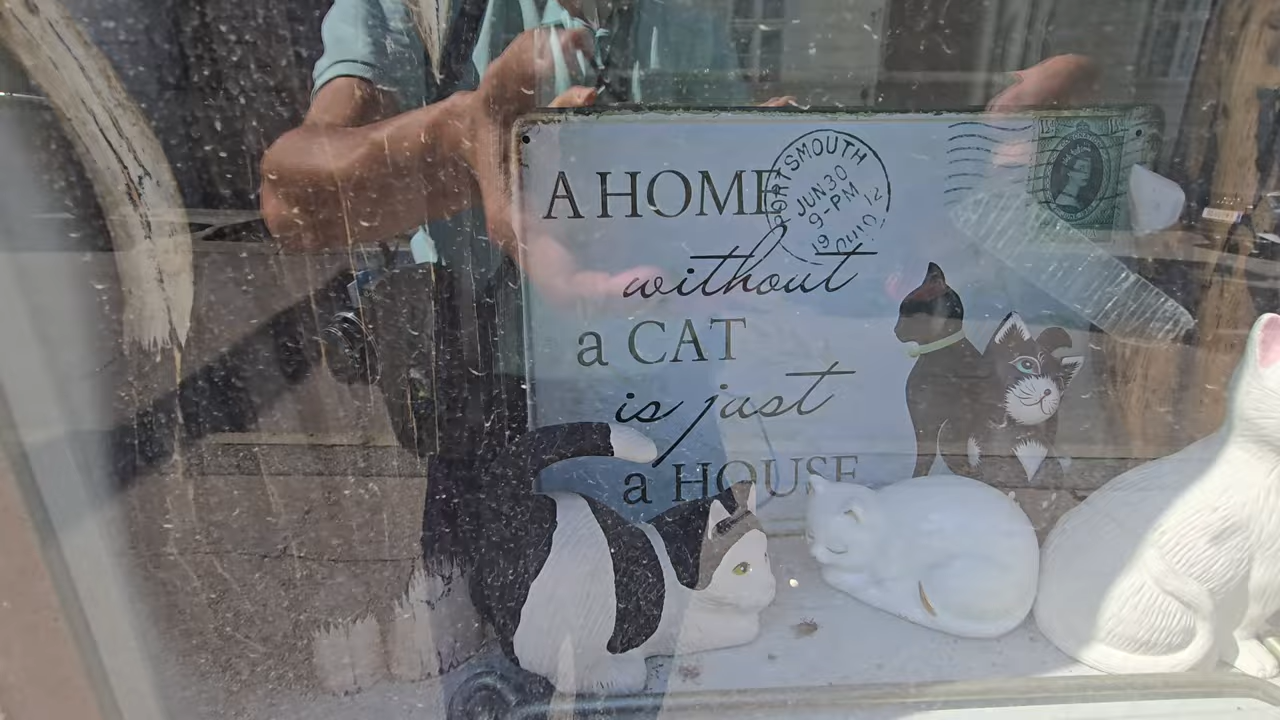 A HOME
without
a CAT
is just
a HOUSE
PORTSMOUTH
JUN 30
9-PM